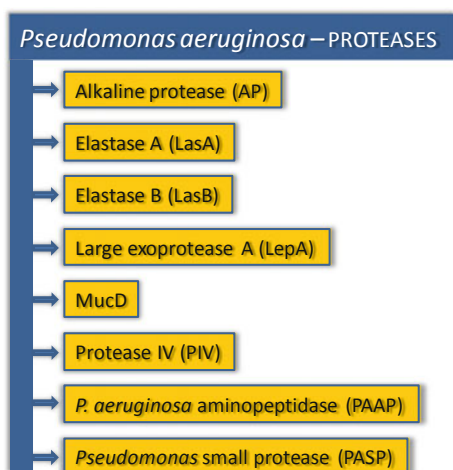 Pseudomonas aeruginosa – PROTEASES
Alkaline protease (AP)
Elastase A (LasA)
Elastase B (LasB)
Large exoprotease A (LepA)
MucD
Protease IV (PIV)
P. aeruginosa aminopeptidase (PAAP)
Pseudomonas small protease (PASP)